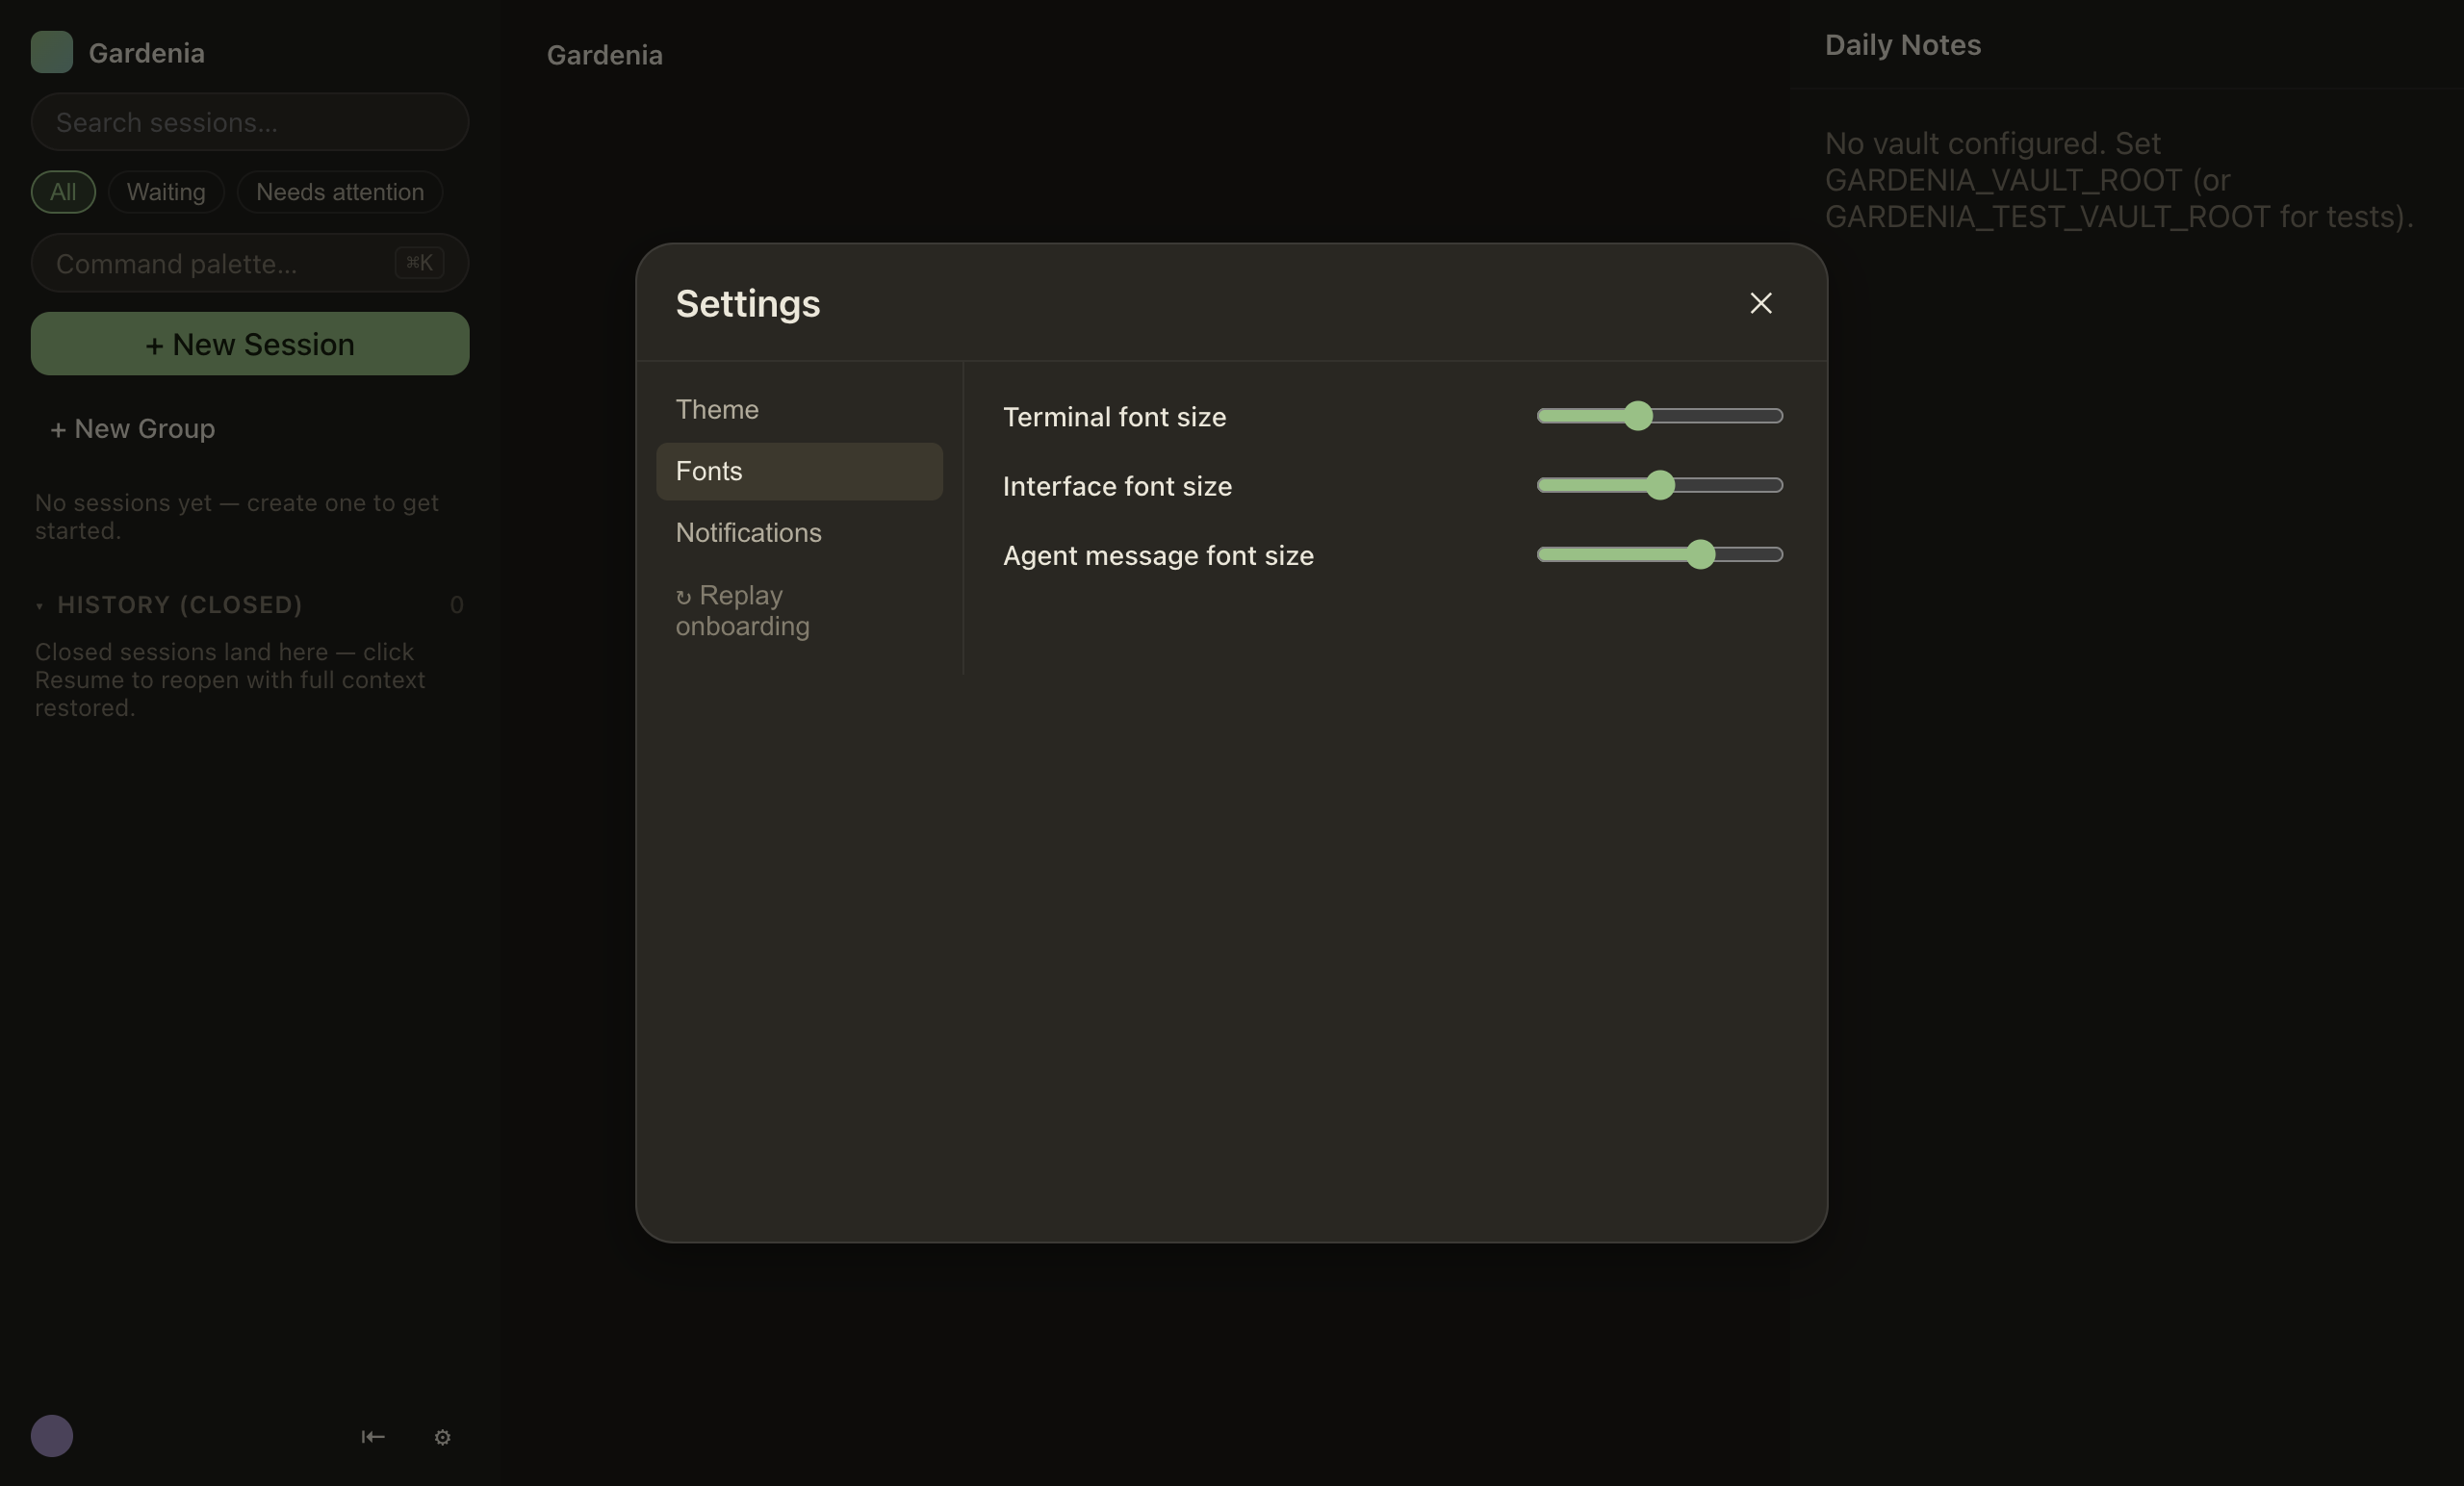 Gardenia
Search sessions...
All
Waiting
Needs attention
Command palette...
⌘K
+ New Session
+ New Group
No sessions yet — create one to get
started.
▾ HISTORY (CLOSED) 0
Closed sessions land here — click
Resume to reopen with full context
restored.
Gardenia
Settings
Theme
Fonts
Notifications
↻ Replay
onboarding
Terminal font size
Interface font size
Agent message font size
Daily Notes
No vault configured. Set
GARDENIA_VAULT_ROOT (or
GARDENIA_TEST_VAULT_ROOT for tests).